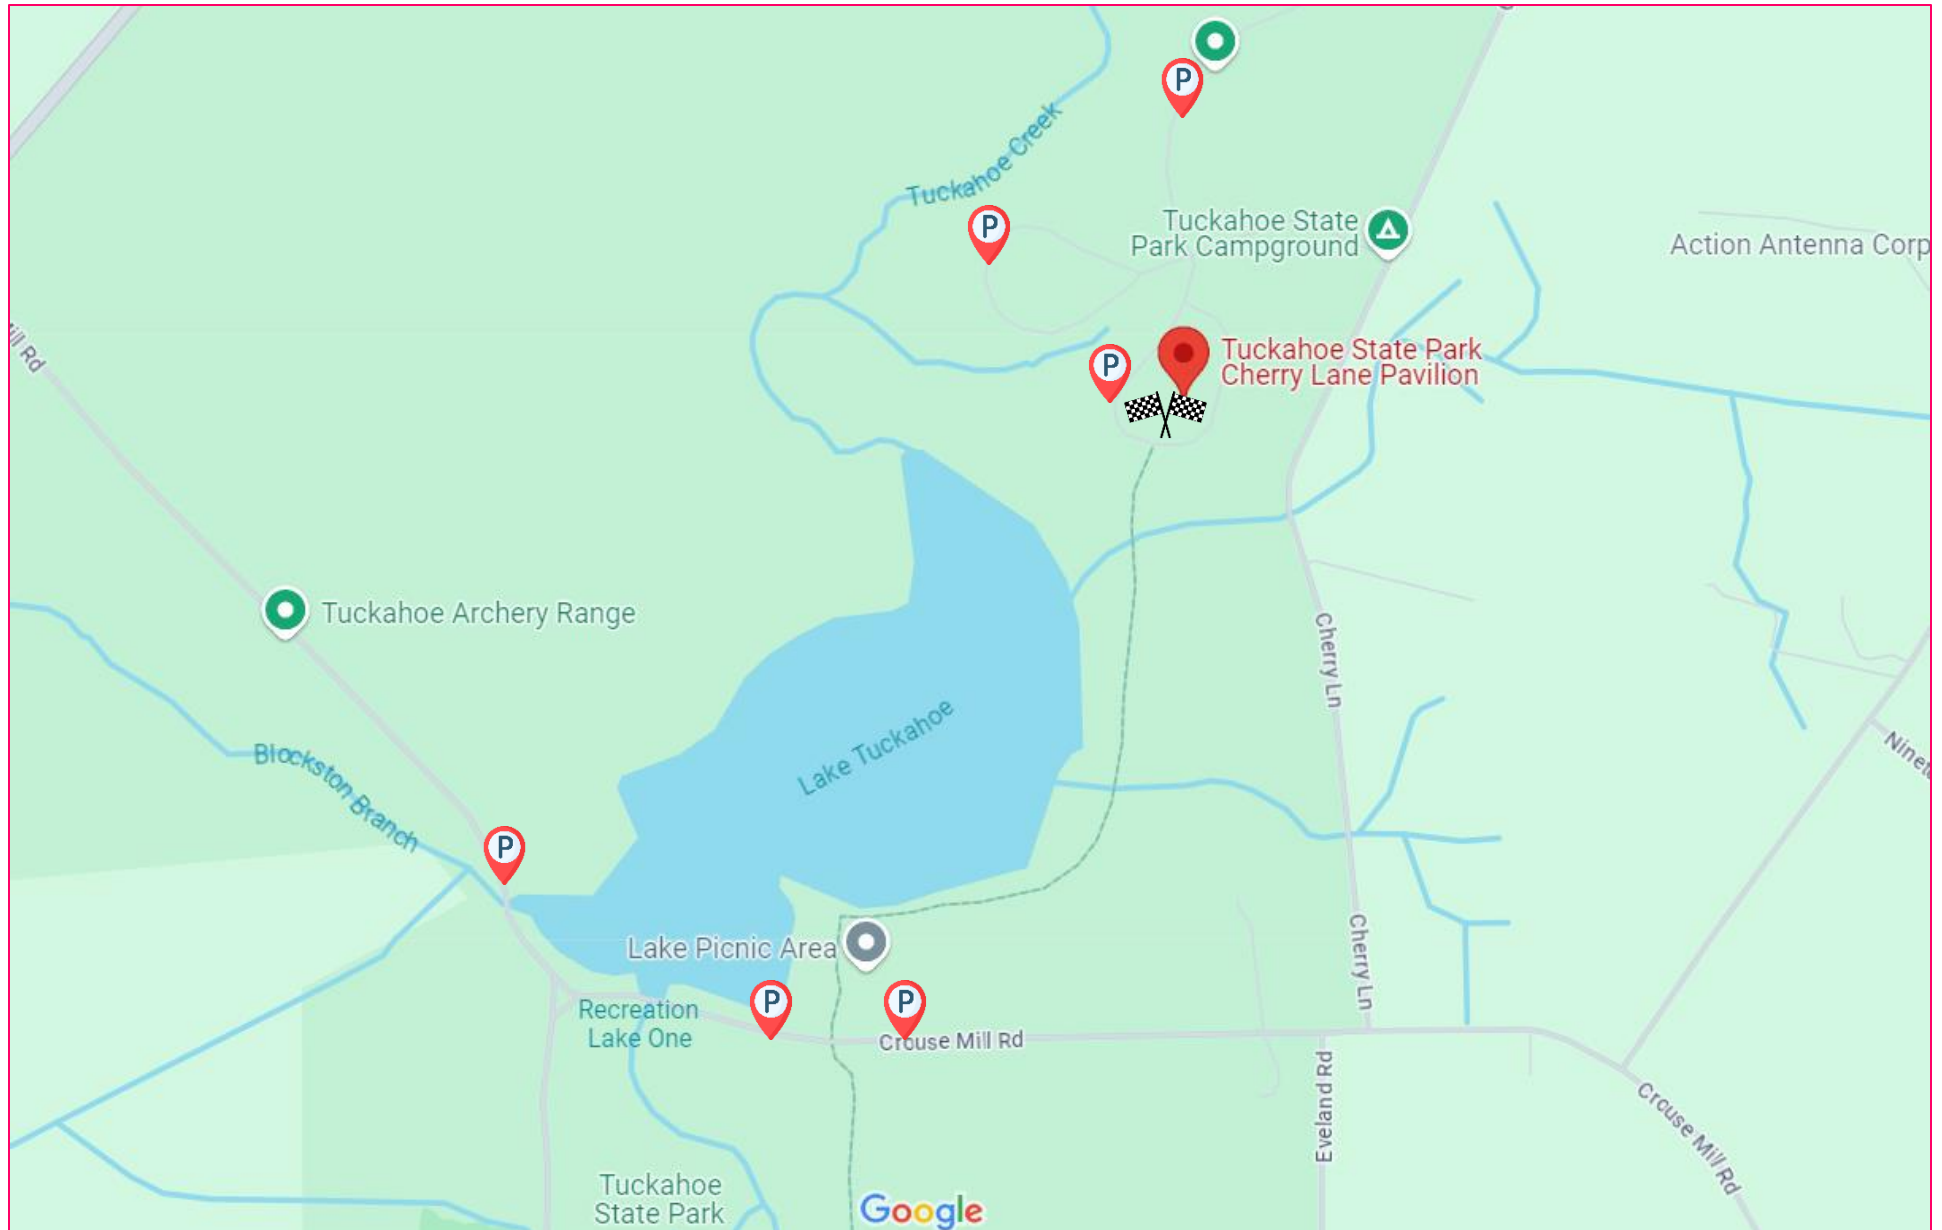 P
Tuckahoe Creek
P
Tuckahoe State
Park Campground
Action Antenna Corp
Mill Rd
P
Tuckahoe State Park
Cherry Lane Pavilion
Tuckahoe Archery Range
Cherry Ln
Lake Tuckahoe
Blockston Branch
P
Lake Picnic Area
Cherry Ln
P
P
Recreation
Lake One
Crouse Mill Rd
Eveland Rd
Crouse Mill Rd
Tuckahoe
State Park
Google